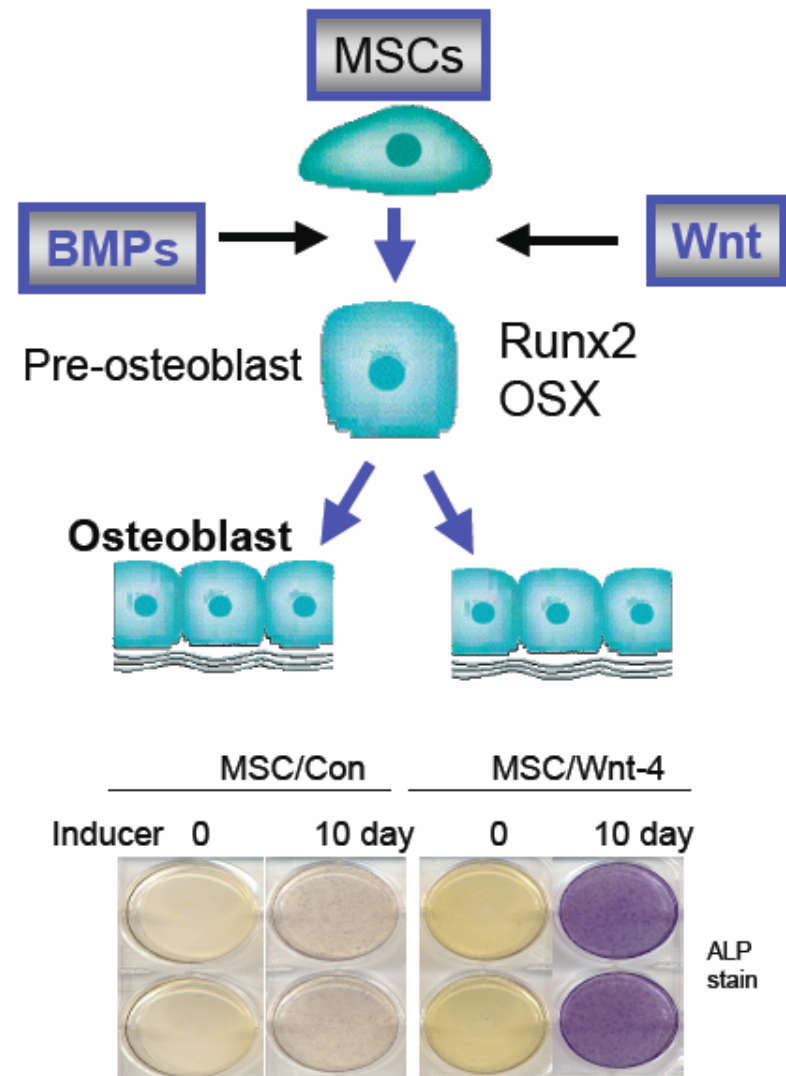 MSCs
BMPs
Wnt
Pre-osteoblast
Runx2
OSX
Osteoblast
MSC/Con MSC/Wnt-4
Inducer 0 10 day 0 10 day
ALP
stain